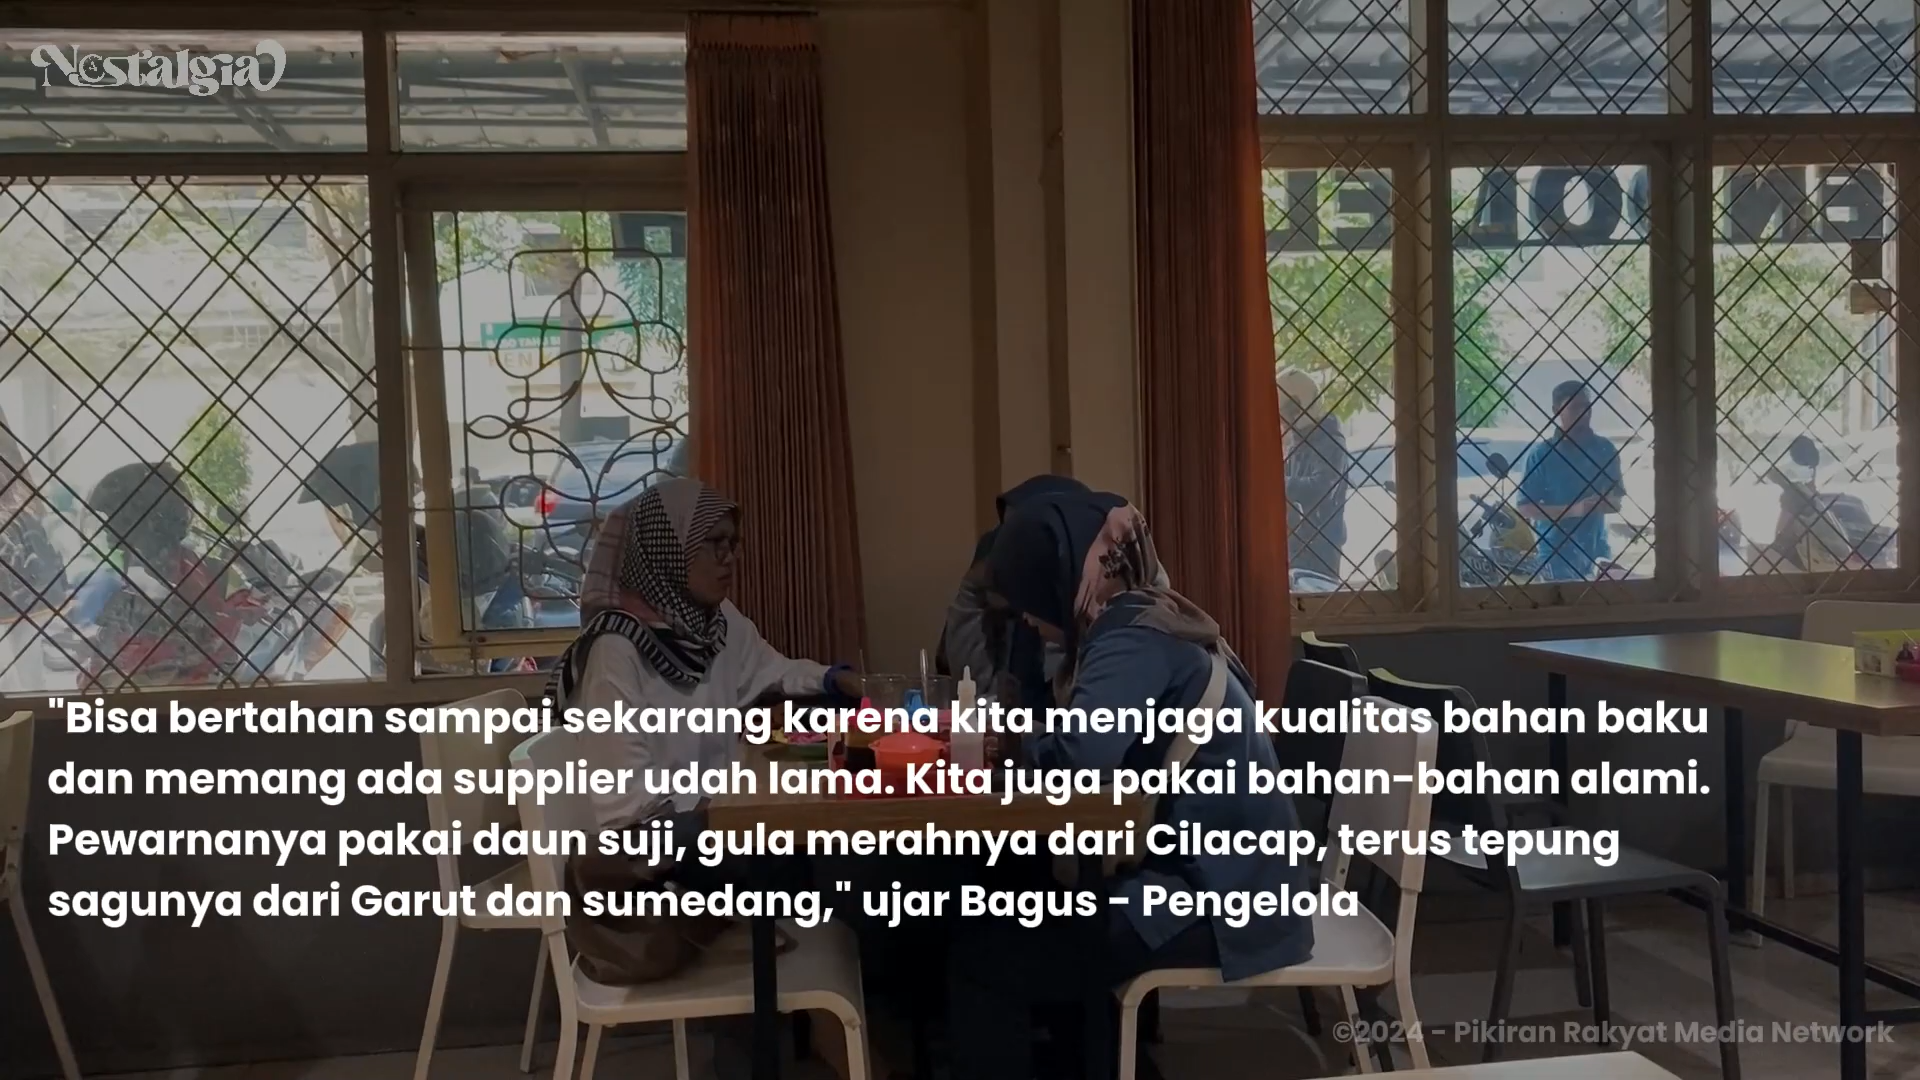 Nostalgia
"Bisa bertahan sampai sekarang karena kita menjaga kualitas bahan baku
dan memang ada supplier udah lama. Kita juga pakai bahan-bahan alami.
Pewarnanya pakai daun suji, gula merahnya dari Cilacap, terus tepung
sagunya dari Garut dan sumedang," ujar Bagus - Pengelola
©2024 - Pikiran Rakyat Media Network